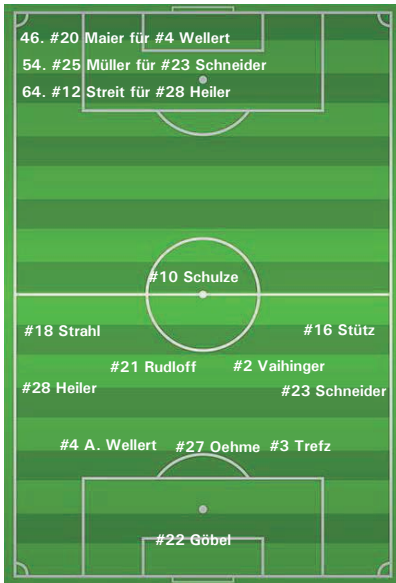 46. #20 Maier für #4 Wellert
54. #25 Müller für #23 Schneider
64. #12 Streit für #28 Heiler
#10 Schulze
#18 Strahl
#16 Stütz
#21 Rudloff
#2 Vaihinger
#28 Heiler
#23 Schneider
#4 A. Wellert
#27 Oehme
#3 Trefz
#22 Göbel